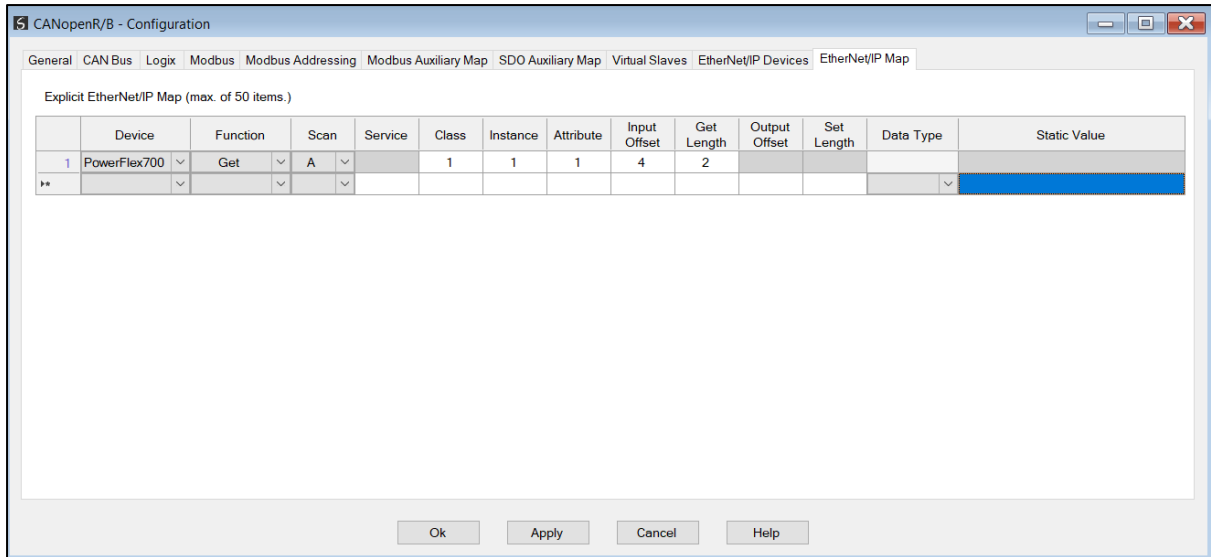 CANopenR/B - Configuration
General CAN Bus Logix Modbus Modbus Addressing Modbus Auxiliary Map SDO Auxiliary Map Virtual Slaves EtherNet/IP Devices EtherNet/IP Map
Explicit EtherNet/IP Map (max. of 50 items.)
Device Function Scan Service Class Instance Attribute Input Offset Get Length Output Offset Set Length Data Type Static Value
1 PowerFlex700 Get A 1 1 1 4 2
Ok Apply Cancel Help